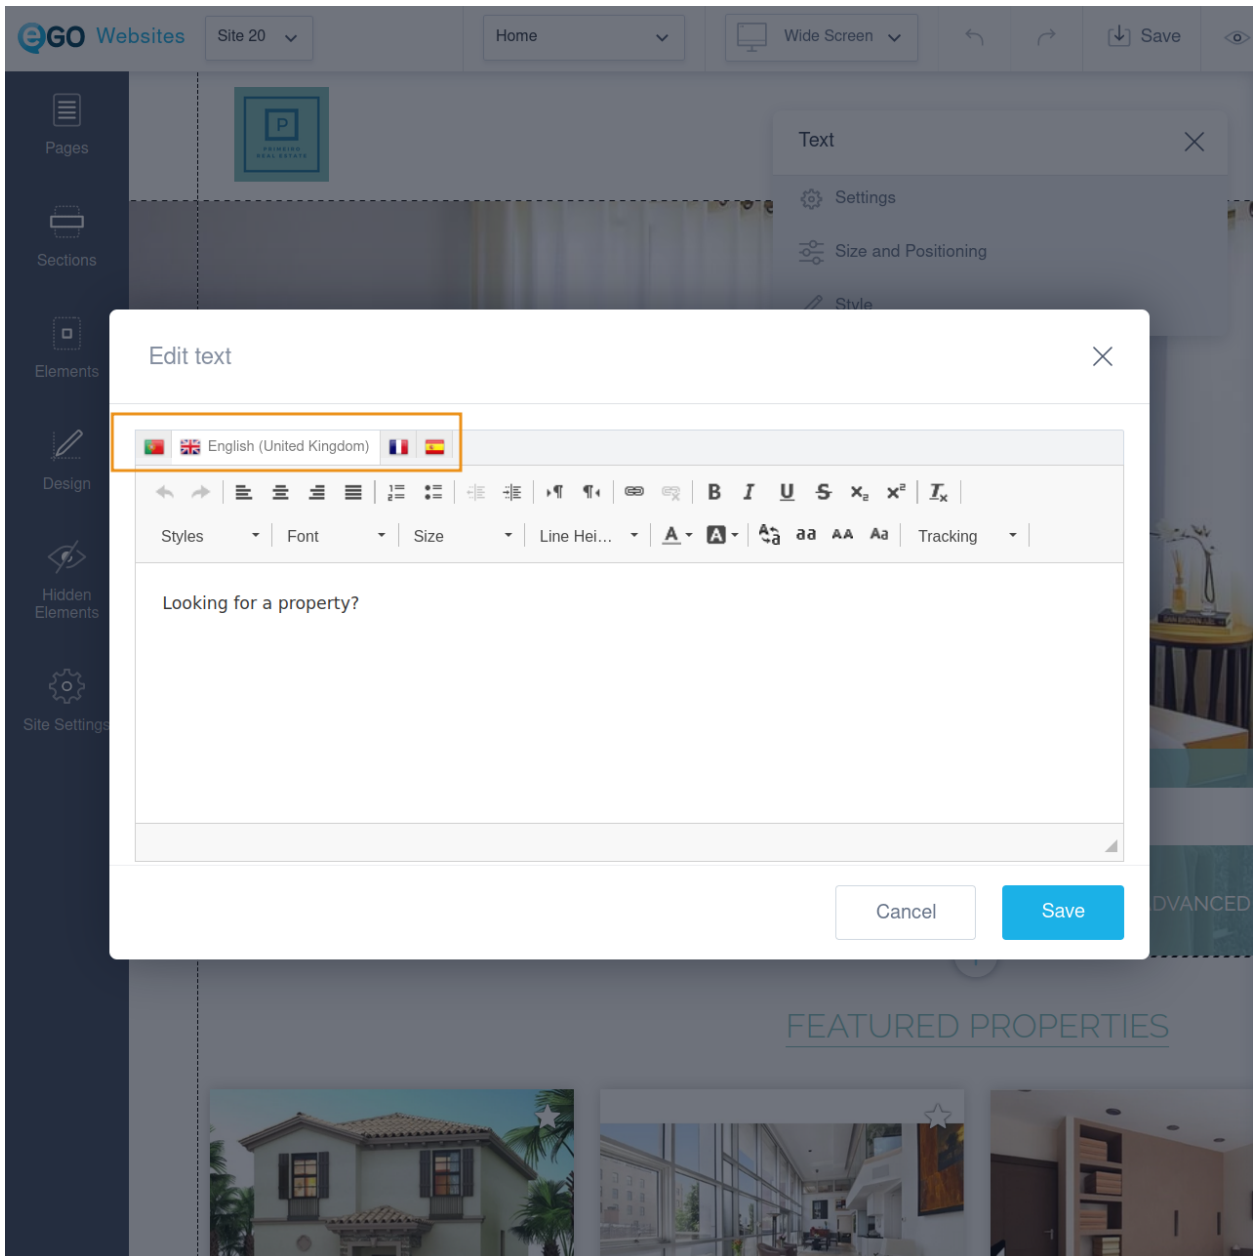 eGO Websites
Site 20
Home
Wide Screen
Save
Pages
Sections
Elements
Design
Hidden
Elements
Site Settings
P
REAL ESTATE
Text
Settings
Size and Positioning
Style
Edit text
English (United Kingdom)
Styles
Font
Size
Line Hei...
Tracking
Looking for a property?
Cancel
Save
DVANCED
FEATURED PROPERTIES